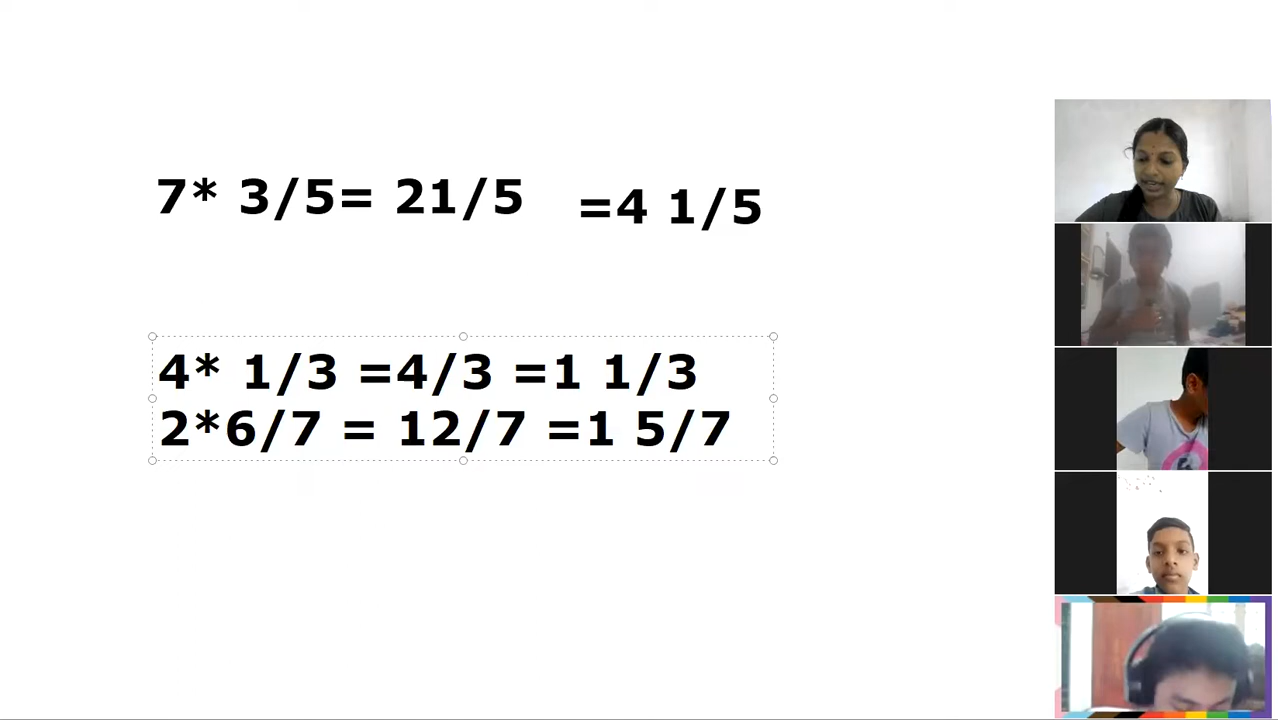 7* 3/5= 21/5 =4 1/5
4* 1/3 =4/3 =1 1/3
2*6/7 = 12/7 =1 5/7